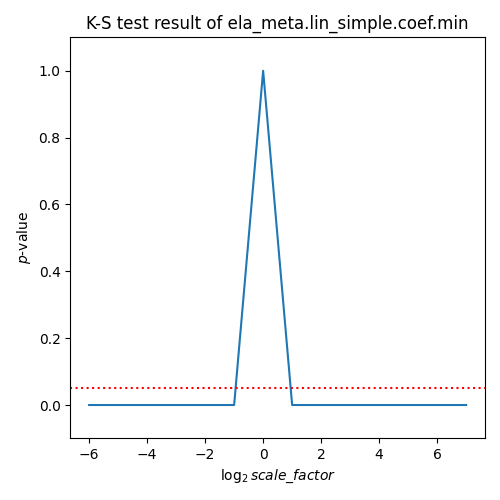 K-S test result of ela_meta.lin_simple.coef.min
1.0
0.8
0.6
0.4
0.2
0.0
p-value
−6 −4 −2 0 2 4 6
log₂ scale_factor